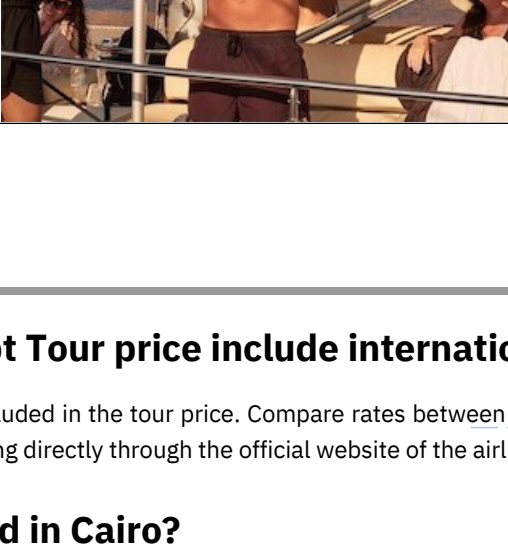 t Tour price include internatio
uded in the tour price. Compare rates between
ng directly through the official website of the airl
d in Cairo?